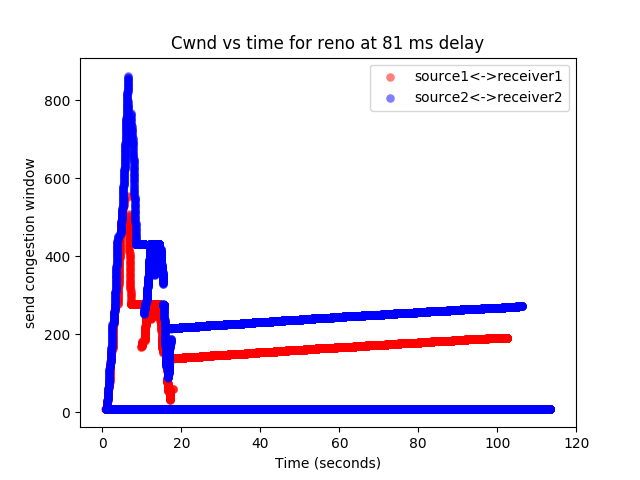 Cwnd vs time for reno at 81 ms delay
source1<->receiver1
source2<->receiver2
send congestion window
800
600
400
200
0
0 20 40 60 80 100 120
Time (seconds)